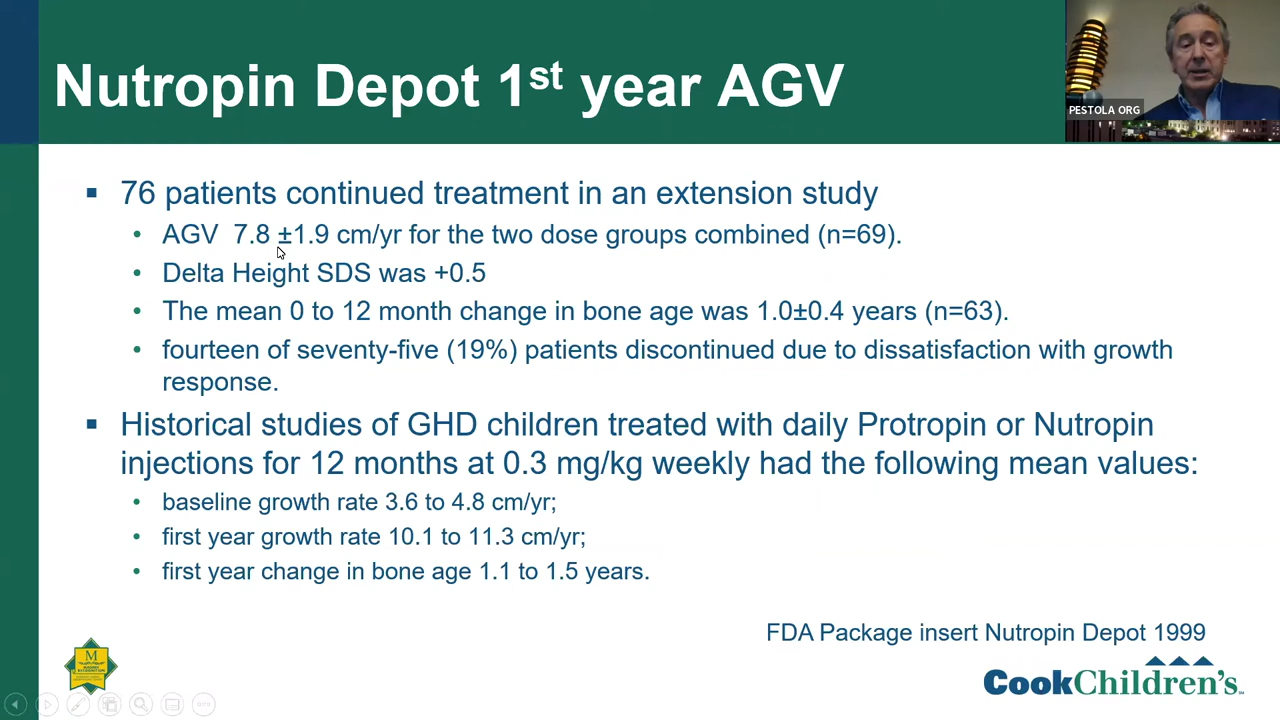 Nutropin Depot 1st year AGV
PESTOLA ORG
▪ 76 patients continued treatment in an extension study
• AGV  7.8 ±1.9 cm/yr for the two dose groups combined (n=69).
• Delta Height SDS was +0.5
• The mean 0 to 12 month change in bone age was 1.0±0.4 years (n=63).
• fourteen of seventy-five (19%) patients discontinued due to dissatisfaction with growth
response.
▪ Historical studies of GHD children treated with daily Protropin or Nutropin
injections for 12 months at 0.3 mg/kg weekly had the following mean values:
• baseline growth rate 3.6 to 4.8 cm/yr;
• first year growth rate 10.1 to 11.3 cm/yr;
• first year change in bone age 1.1 to 1.5 years.
FDA Package insert Nutropin Depot 1999
M
CookChildren's